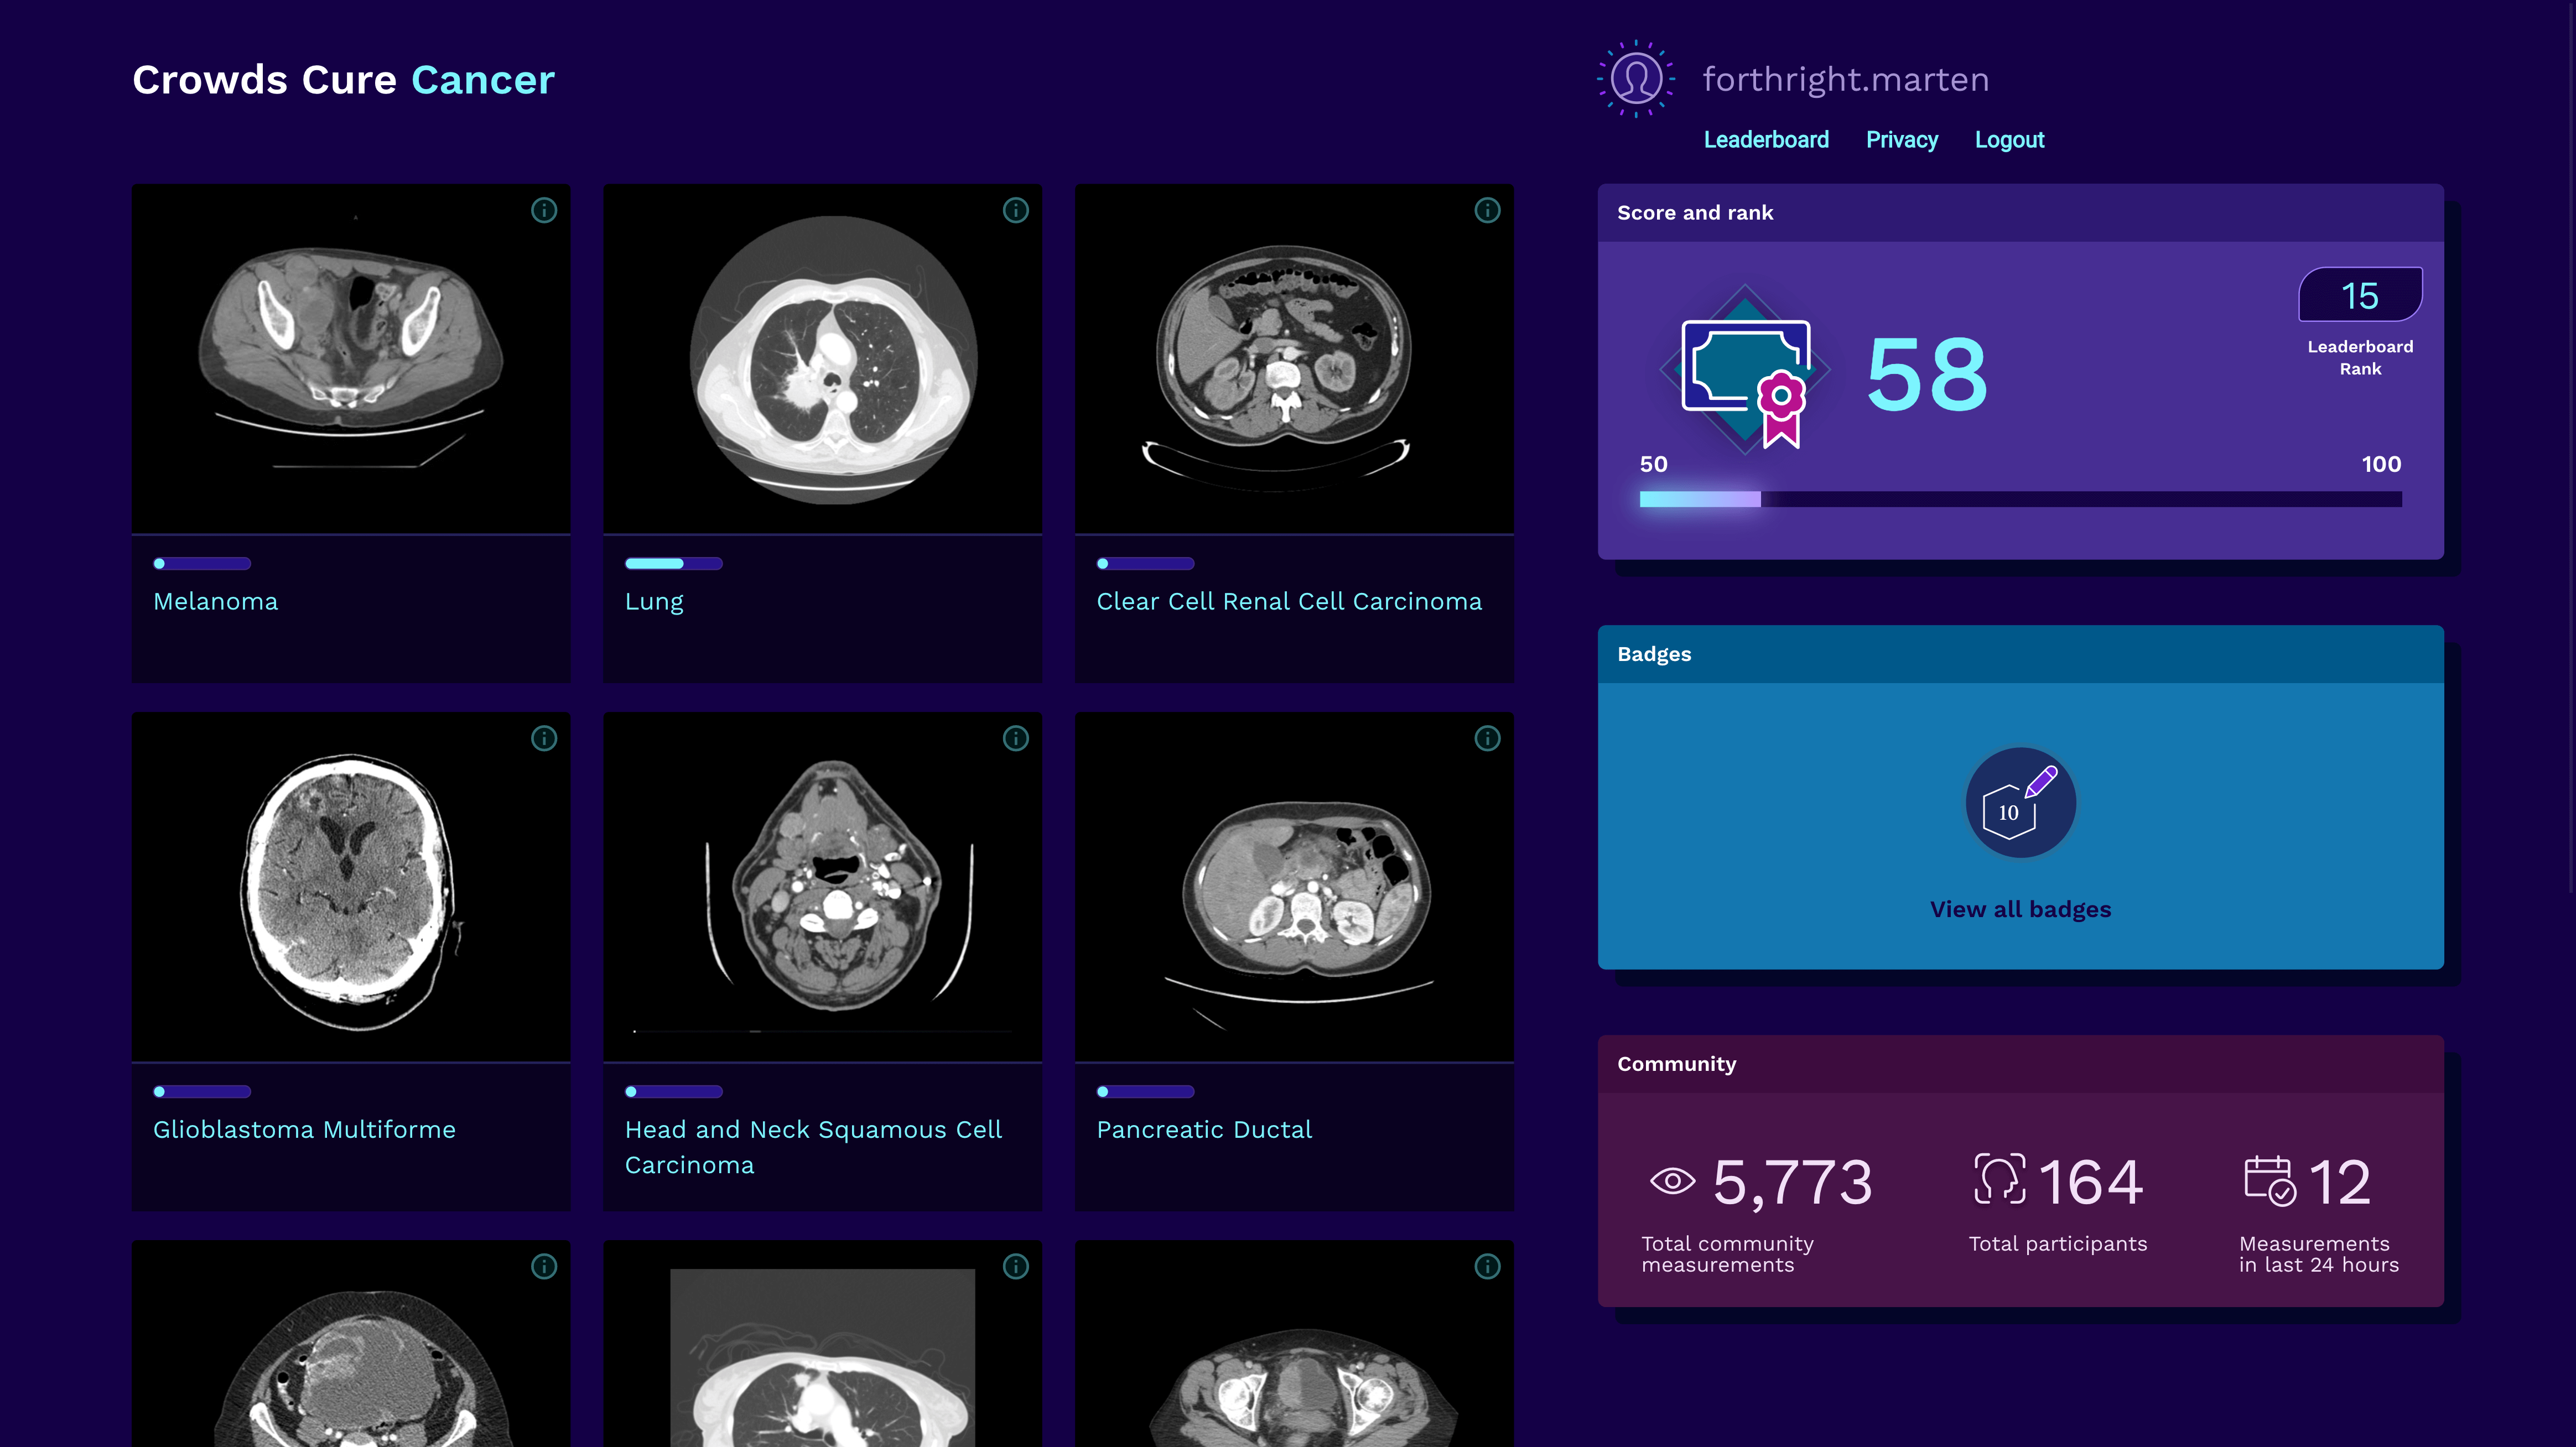 Crowds Cure Cancer
forthright.marten
Leaderboard Privacy Logout
Melanoma
Lung
Clear Cell Renal Cell Carcinoma
Glioblastoma Multiforme
Head and Neck Squamous Cell
Carcinoma
Pancreatic Ductal
Score and rank
58
15
Leaderboard
Rank
50
100
Badges
10
View all badges
Community
5,773
Total community
measurements
164
Total participants
12
Measurements
in last 24 hours